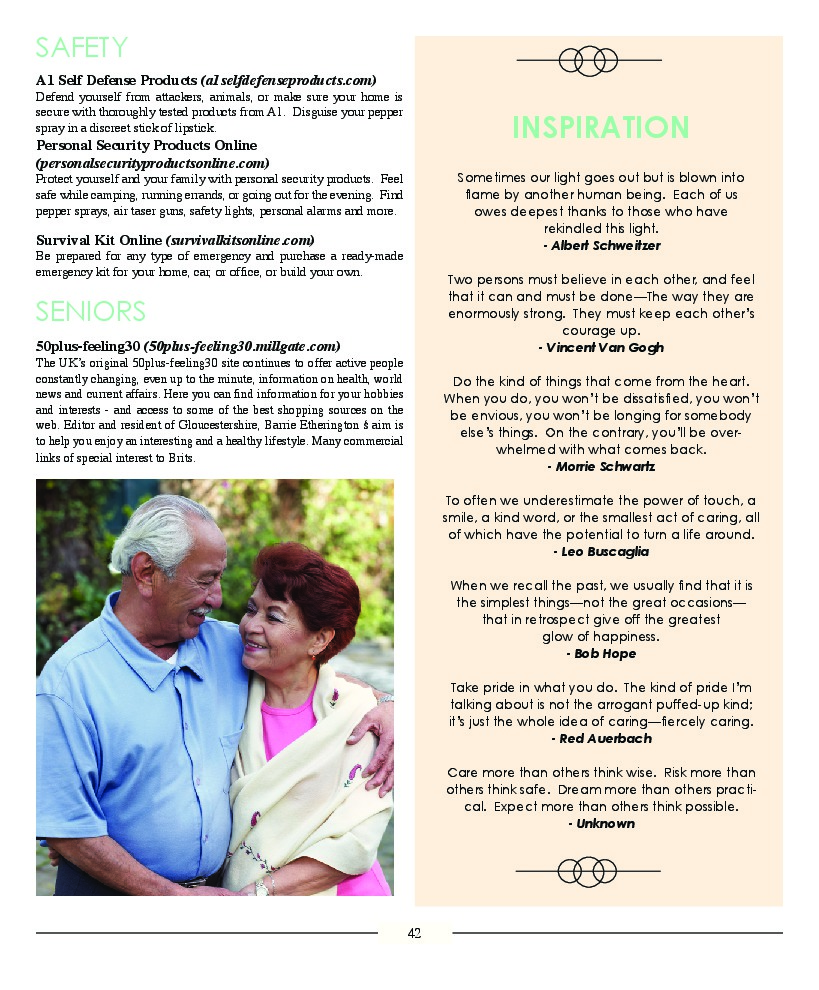 SAFETY
A1 Self Defense Products (a1selfdefenseproducts.com)
Defend yourself from attackers, animals, or make sure your home is
secure with thoroughly tested products from A1. Disguise your pepper
spray in a discreet stick of lipstick.
Personal Security Products Online
(personalsecurityproductsonline.com)
Protect yourself and your family with personal security products. Feel
safe while camping, running errands, or going out for the evening. Find
pepper sprays, air taser guns, safety lights, personal alarms and more.
Survival Kit Online (survivalkitsonline.com)
Be prepared for any type of emergency and purchase a ready-made
emergency kit for your home, car, or office, or build your own.
SENIORS
50plus-feeling30 (50plus-feeling30.millgate.com)
The UK's original 50plus-feeling30 site continues to offer active people
constantly changing, even up to the minute, information on health, world
news and current affairs. Here you can find information for your hobbies
and interests - and access to some of the best shopping sources on the
web. Editor and resident of Gloucestershire, Barrie Etherington's aim is
to help you enjoy an interesting and a healthy lifestyle. Many commercial
links of special interest to Brits.
INSPIRATION
Sometimes our light goes out but is blown into
flame by another human being. Each of us
owes deepest thanks to those who have
rekindled this light.
- Albert Schweitzer
Two persons must believe in each other, and feel
that it can and must be done—The way they are
enormously strong. They must keep each other's
courage up.
- Vincent Van Gogh
Do the kind of things that come from the heart.
When you do, you won't be dissatisfied, you won't
be envious, you won't be longing for somebody
else's things. On the contrary, you'll be over-
whelmed with what comes back.
- Morrie Schwartz
To often we underestimate the power of touch, a
smile, a kind word, or the smallest act of caring, all
of which have the potential to turn a life around.
- Leo Buscaglia
When we recall the past, we usually find that it is
the simplest things—not the great occasions—
that in retrospect give off the greatest
glow of happiness.
- Bob Hope
Take pride in what you do. The kind of pride I'm
talking about is not the arrogant puffed-up kind;
it's just the whole idea of caring—fiercely caring.
- Red Auerbach
Care more than others think wise. Risk more than
others think safe. Dream more than others practi-
cal. Expect more than others think possible.
- Unknown
42